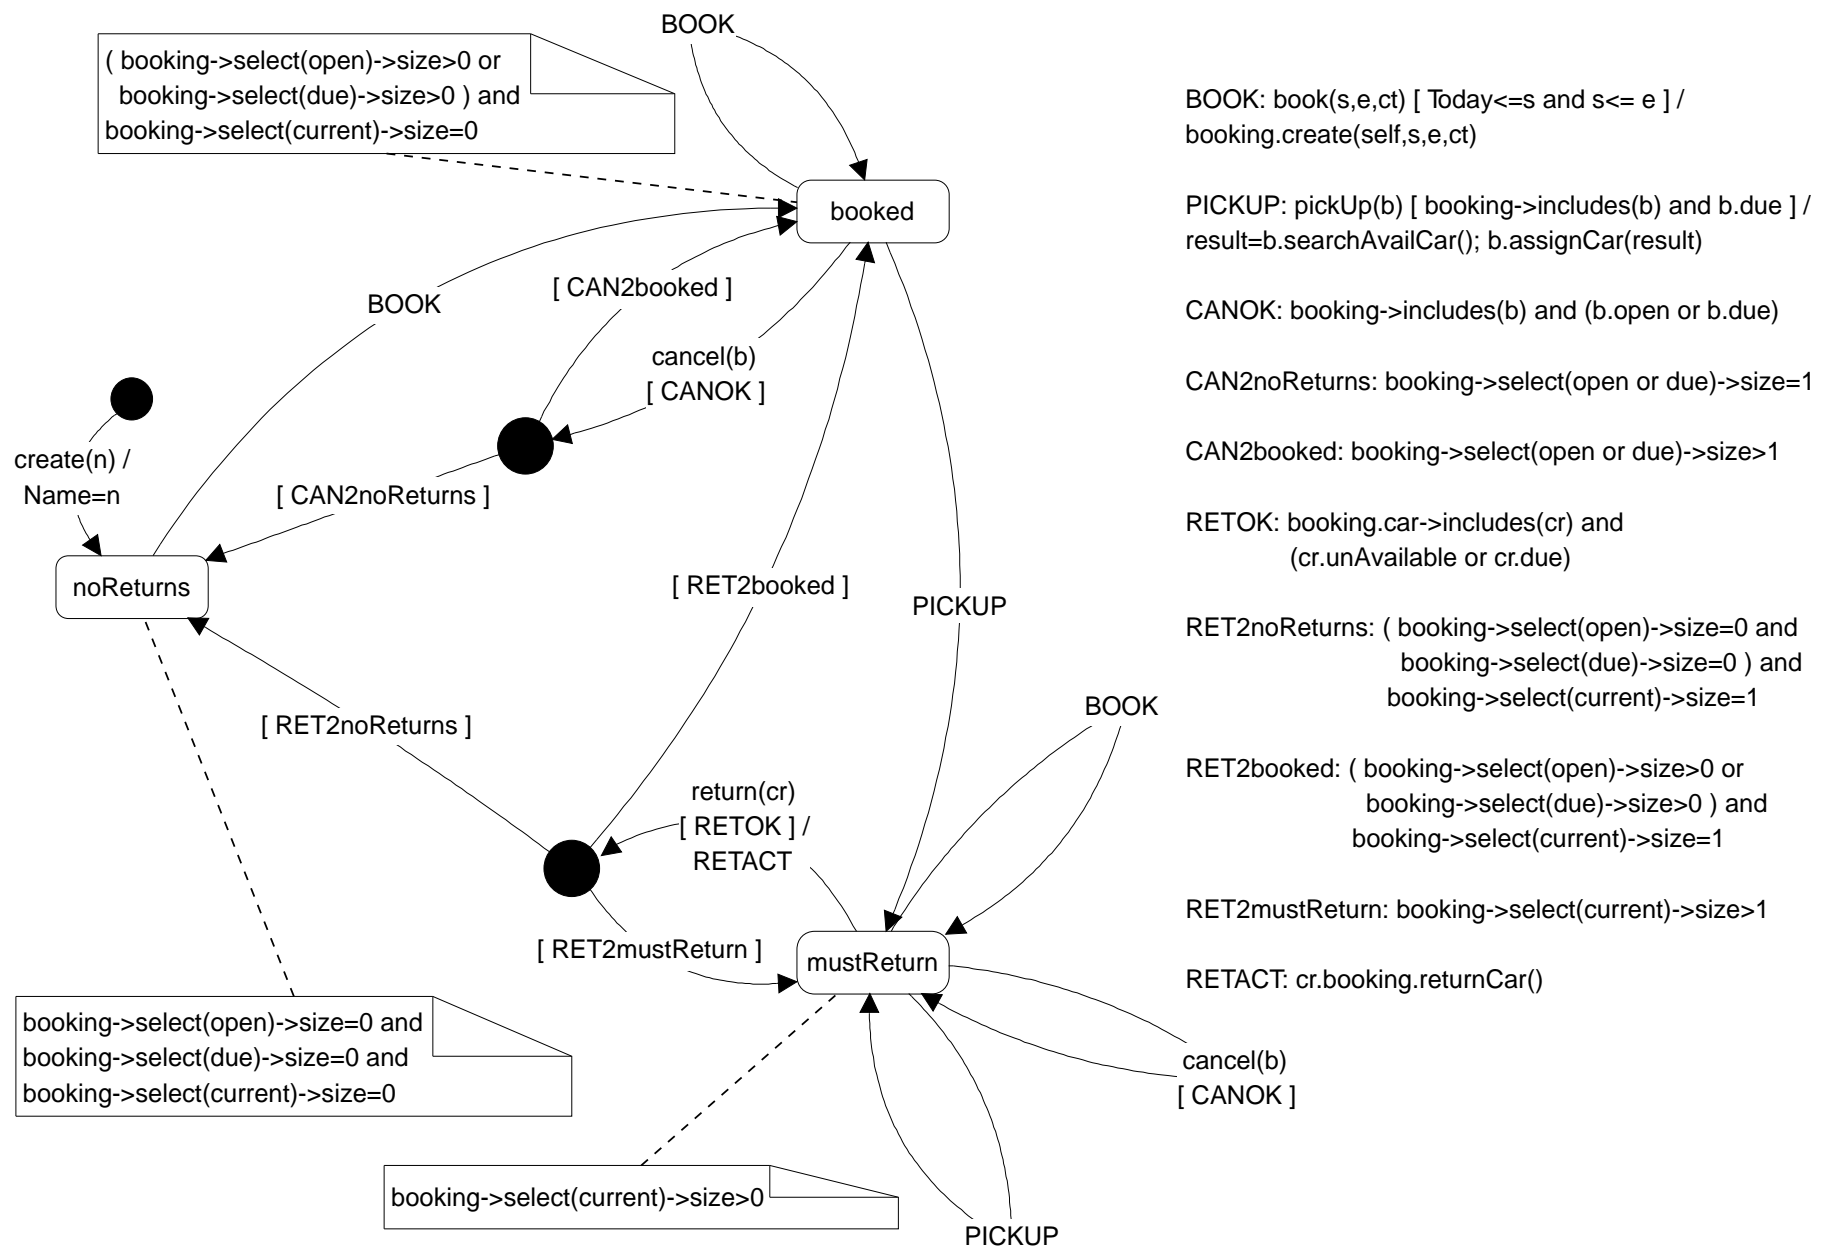 BOOK
( booking->select(open)->size>0 or
booking->select(due)->size>0 ) and
booking->select(current)->size=0
booked
BOOK
[ CAN2booked ]
cancel(b)
[ CANOK ]
create(n) /
Name=n
[ CAN2noReturns ]
noReturns
[ RET2booked ]
PICKUP
[ RET2noReturns ]
BOOK
return(cr)
[ RETOK ] /
RETACT
[ RET2mustReturn ]
mustReturn
booking->select(open)->size=0 and
booking->select(due)->size=0 and
booking->select(current)->size=0
cancel(b)
[ CANOK ]
booking->select(current)->size>0
PICKUP
BOOK: book(s,e,ct) [ Today<=s and s<= e ] /
booking.create(self,s,e,ct)
PICKUP: pickUp(b) [ booking->includes(b) and b.due ] /
result=b.searchAvailCar(); b.assignCar(result)
CANOK: booking->includes(b) and (b.open or b.due)
CAN2noReturns: booking->select(open or due)->size=1
CAN2booked: booking->select(open or due)->size>1
RETOK: booking.car->includes(cr) and
(cr.unAvailable or cr.due)
RET2noReturns: ( booking->select(open)->size=0 and
booking->select(due)->size=0 ) and
booking->select(current)->size=1
RET2booked: ( booking->select(open)->size>0 or
booking->select(due)->size>0 ) and
booking->select(current)->size=1
RET2mustReturn: booking->select(current)->size>1
RETACT: cr.booking.returnCar()